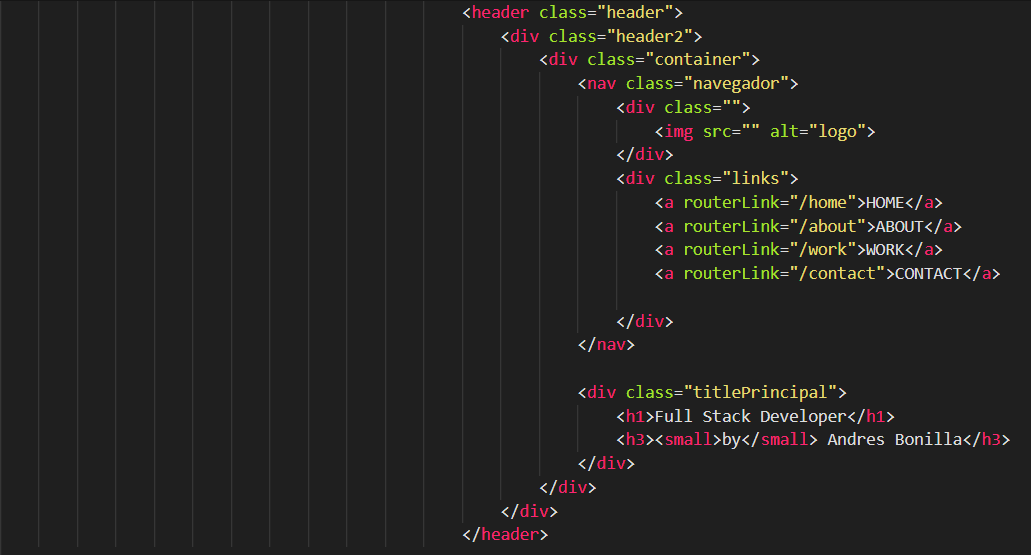 <header class="header">
<div class="header2">
<div class="container">
<nav class="navegador">
<div class="">
<img src="" alt="logo">
</div>
<div class="links">
<a routerLink="/home">HOME</a>
<a routerLink="/about">ABOUT</a>
<a routerLink="/work">WORK</a>
<a routerLink="/contact">CONTACT</a>
</div>
</nav>
<div class="titlePrincipal">
<h1>Full Stack Developer</h1>
<h3><small>by</small> Andres Bonilla</h3>
</div>
</div>
</div>
</header>